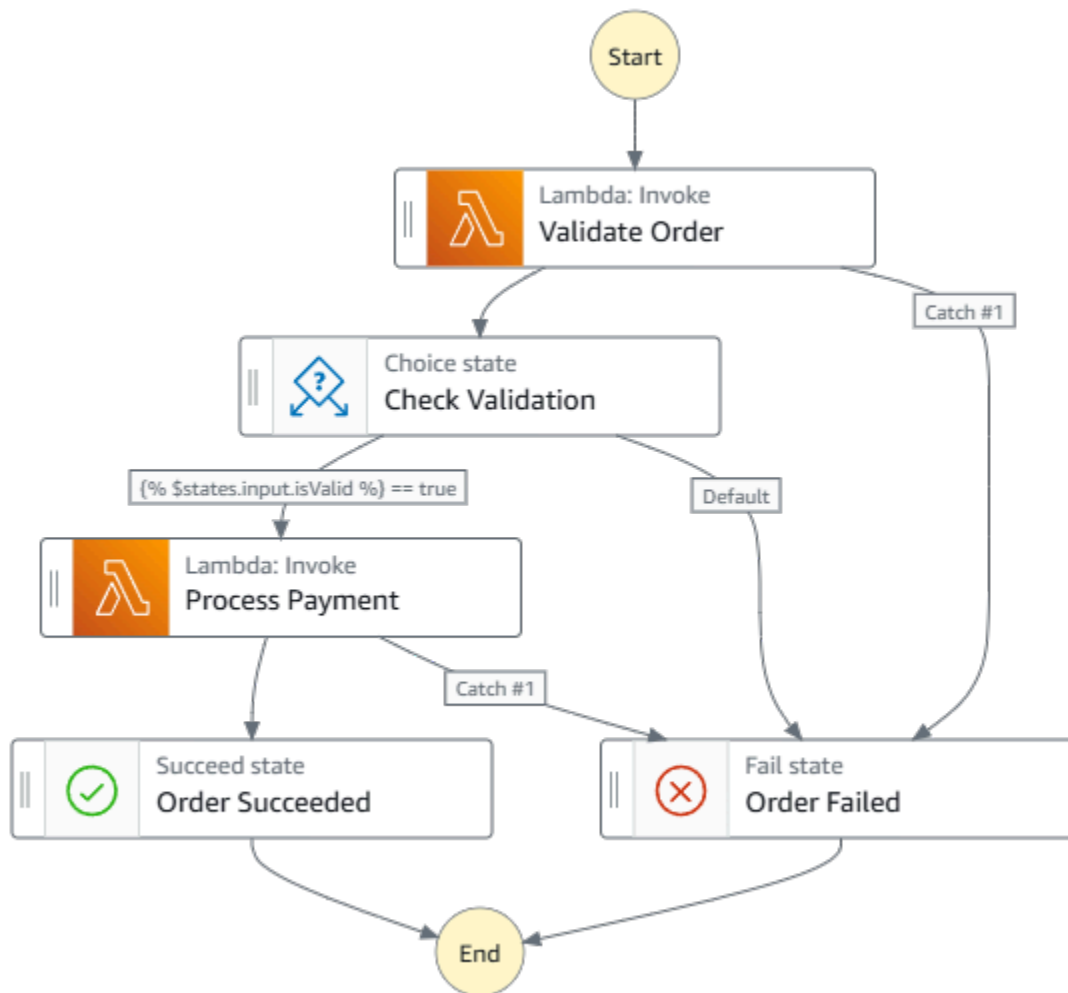 Start
Lambda: Invoke
Validate Order
Catch #1
Choice state
Check Validation
{% $states.input.isValid %} == true
Default
Lambda: Invoke
Process Payment
Catch #1
Succeed state
Order Succeeded
Fail state
Order Failed
End